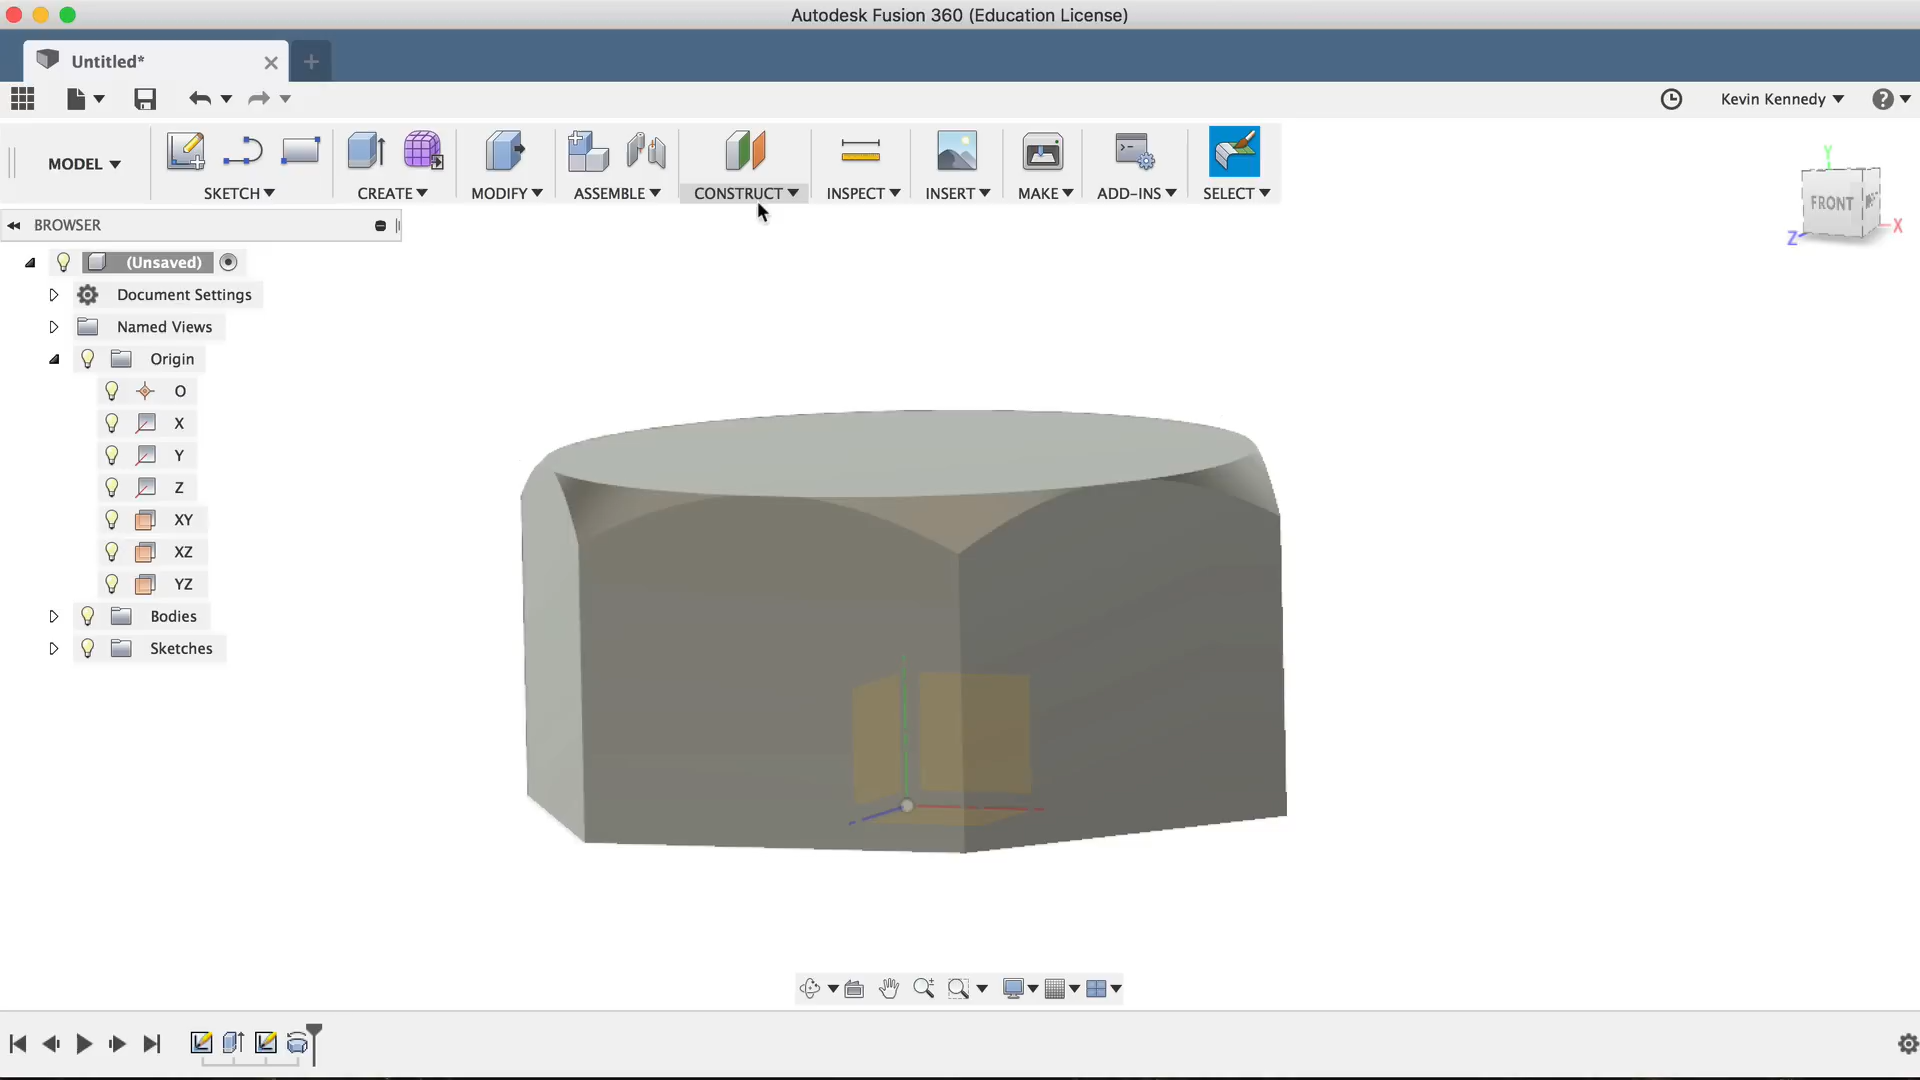 Autodesk Fusion 360 (Education License)
Untitled*
Kevin Kennedy
MODEL
SKETCH
CREATE
MODIFY
ASSEMBLE
CONSTRUCT
INSPECT
INSERT
MAKE
ADD-INS
SELECT
Y
FRONT
X
Z
BROWSER
(Unsaved)
Document Settings
Named Views
Origin
O
X
Y
Z
XY
XZ
YZ
Bodies
Sketches